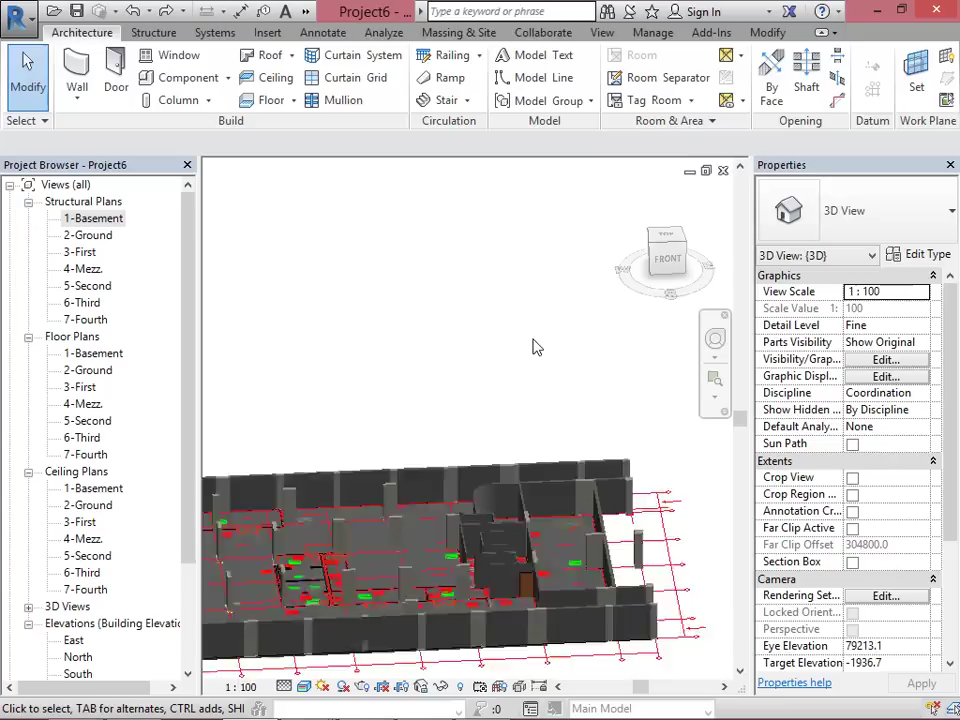 Project6 - ...
Type a keyword or phrase
Sign In
Architecture Structure Systems Insert Annotate Analyze Massing & Site Collaborate View Manage Add-Ins Modify
Modify
Wall
Door
Window
Component
Column
Roof
Ceiling
Floor
Curtain System
Curtain Grid
Mullion
Railing
Ramp
Stair
Model Text
Model Line
Model Group
Room
Room Separator
Tag Room
By
Face
Shaft
Set
Select Build Circulation Model Room & Area Opening Datum Work Plane
Project Browser - Project6
Views (all)
Structural Plans
1-Basement
2-Ground
3-First
4-Mezz.
5-Second
6-Third
7-Fourth
Floor Plans
1-Basement
2-Ground
3-First
4-Mezz.
5-Second
6-Third
7-Fourth
Ceiling Plans
1-Basement
2-Ground
3-First
4-Mezz.
5-Second
6-Third
7-Fourth
3D Views
Elevations (Building Elevatio
East
North
South
TOP
FRONT
Properties
3D View
3D View: {3D} Edit Type
Graphics
View Scale 1 : 100
Scale Value 1: 100
Detail Level Fine
Parts Visibility Show Original
Visibility/Grap... Edit...
Graphic Displ... Edit...
Discipline Coordination
Show Hidden ... By Discipline
Default Analy... None
Sun Path
Extents
Crop View
Crop Region ...
Annotation Cr...
Far Clip Active
Far Clip Offset 304800.0
Section Box
Camera
Rendering Set... Edit...
Locked Orient...
Perspective
Eye Elevation 79213.1
Target Elevation -1936.7
Properties help Apply
1 : 100
Click to select, TAB for alternates, CTRL adds, SHI
:0
Main Model